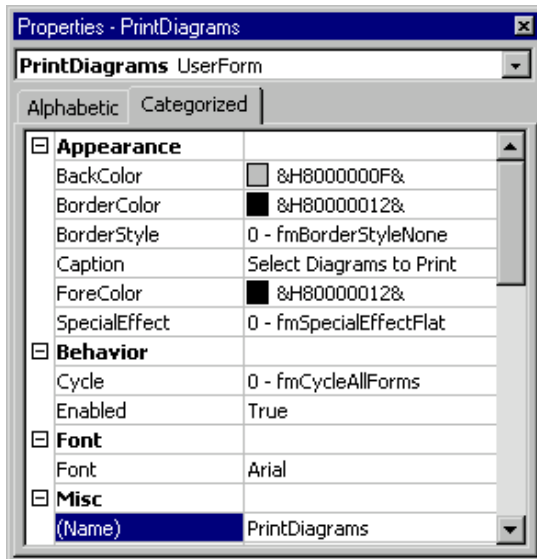 Properties - PrintDiagrams
PrintDiagrams UserForm
Alphabetic Categorized
Appearance
BackColor &H8000000F&
BorderColor &H80000012&
BorderStyle 0 - fmBorderStyleNone
Caption Select Diagrams to Print
ForeColor &H80000012&
SpecialEffect 0 - fmSpecialEffectFlat
Behavior
Cycle 0 - fmCycleAllForms
Enabled True
Font
Font Arial
Misc
(Name) PrintDiagrams